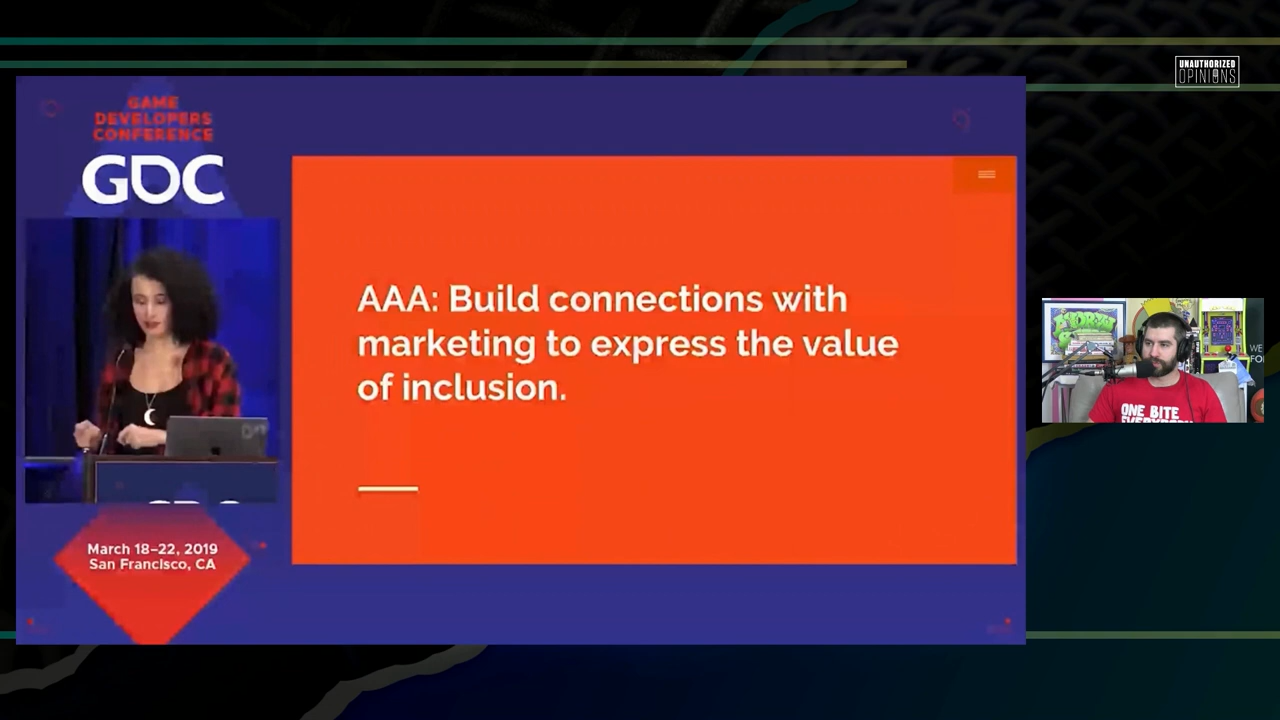 UNAUTHORIZED
OPINIONS
GAME
DEVELOPERS
CONFERENCE
GDC
AAA: Build connections with
marketing to express the value
of inclusion.
March 18–22, 2019
San Francisco, CA
WE
ONE BITE